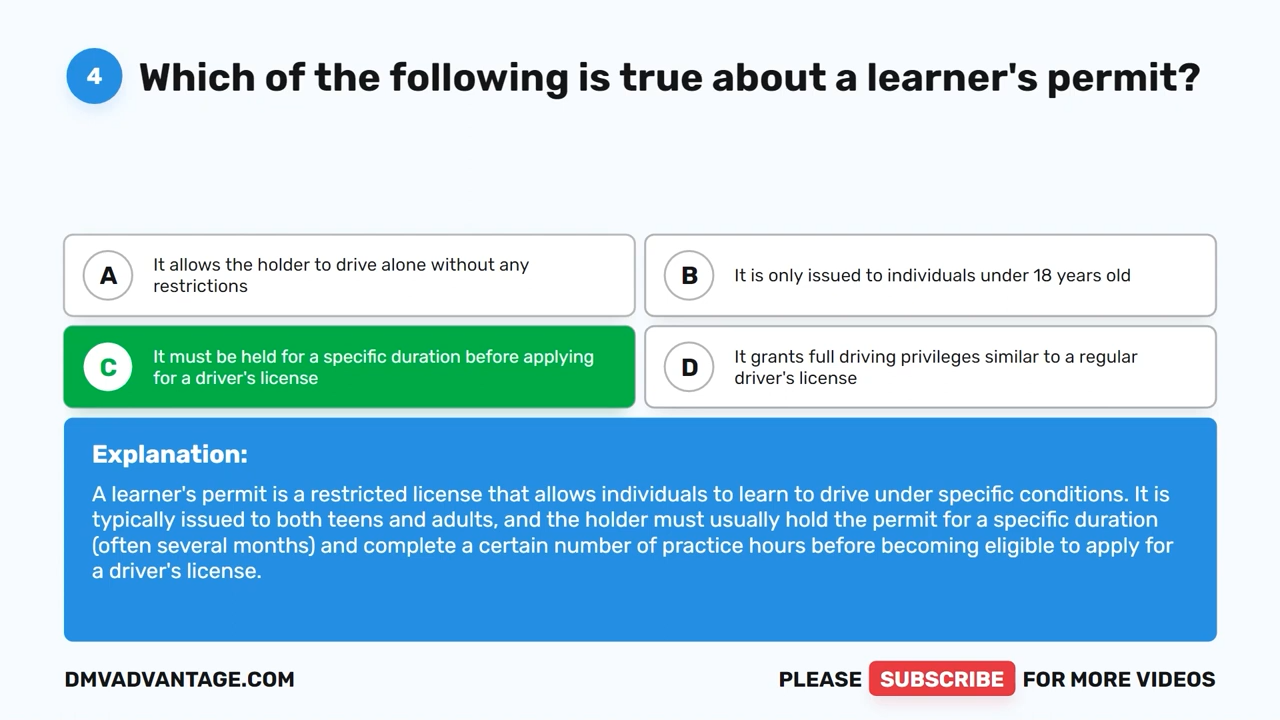 4
Which of the following is true about a learner's permit?
A
It allows the holder to drive alone without any
restrictions
B
It is only issued to individuals under 18 years old
C
It must be held for a specific duration before applying
for a driver's license
D
It grants full driving privileges similar to a regular
driver's license
Explanation:
A learner's permit is a restricted license that allows individuals to learn to drive under specific conditions. It is
typically issued to both teens and adults, and the holder must usually hold the permit for a specific duration
(often several months) and complete a certain number of practice hours before becoming eligible to apply for
a driver's license.
DMVADVANTAGE.COM
PLEASE SUBSCRIBE FOR MORE VIDEOS